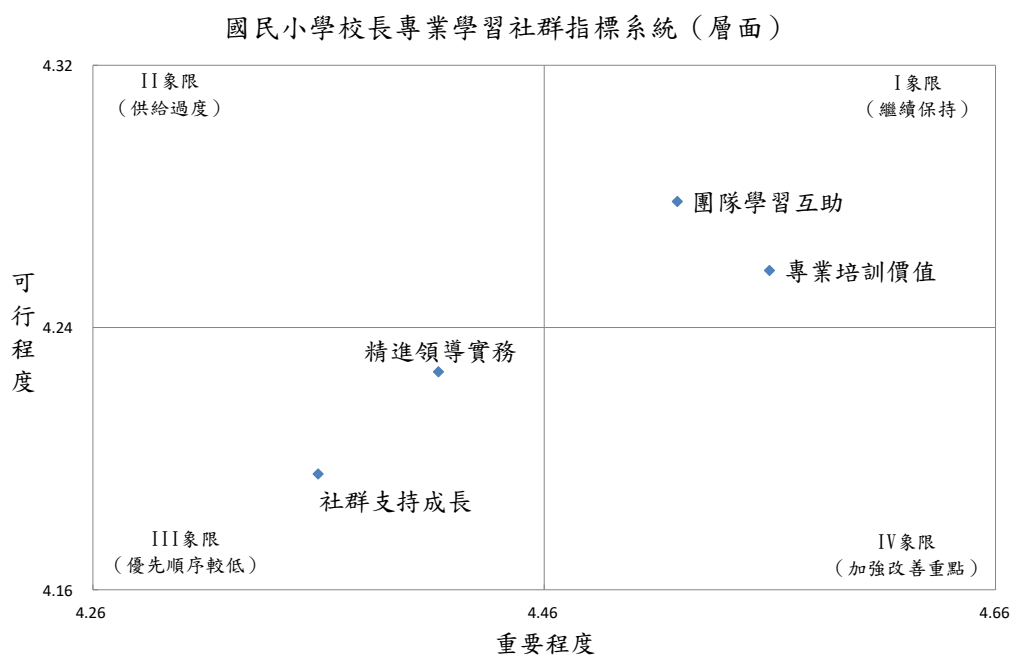 國民小學校長專業學習社群指標系統（層面）
4.32
II象限
（供給過度）
I象限
（繼續保持）
團隊學習互助
專業培訓價值
可行程度
4.24
精進領導實務
社群支持成長
III象限
（優先順序較低）
IV象限
（加強改善重點）
4.16
4.26
4.46
4.66
重要程度